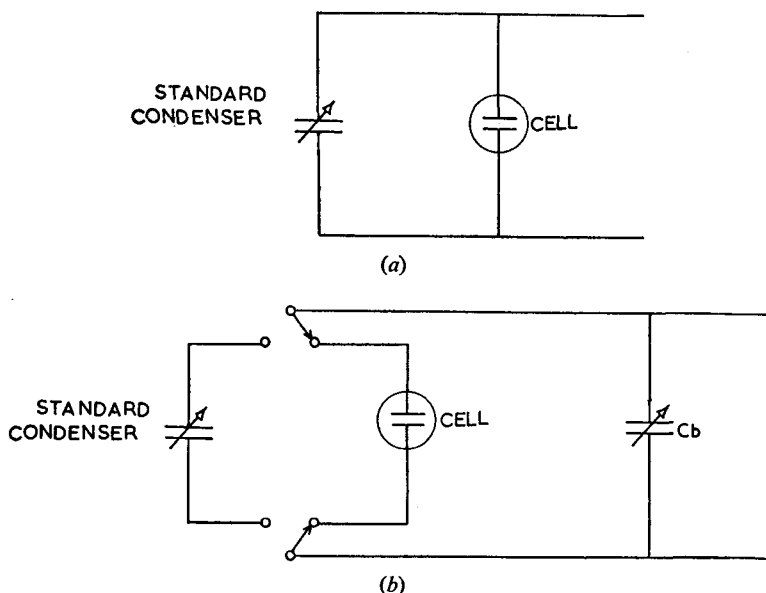 STANDARD
CONDENSER
CELL
(a)
STANDARD
CONDENSER
CELL
Cb
(b)